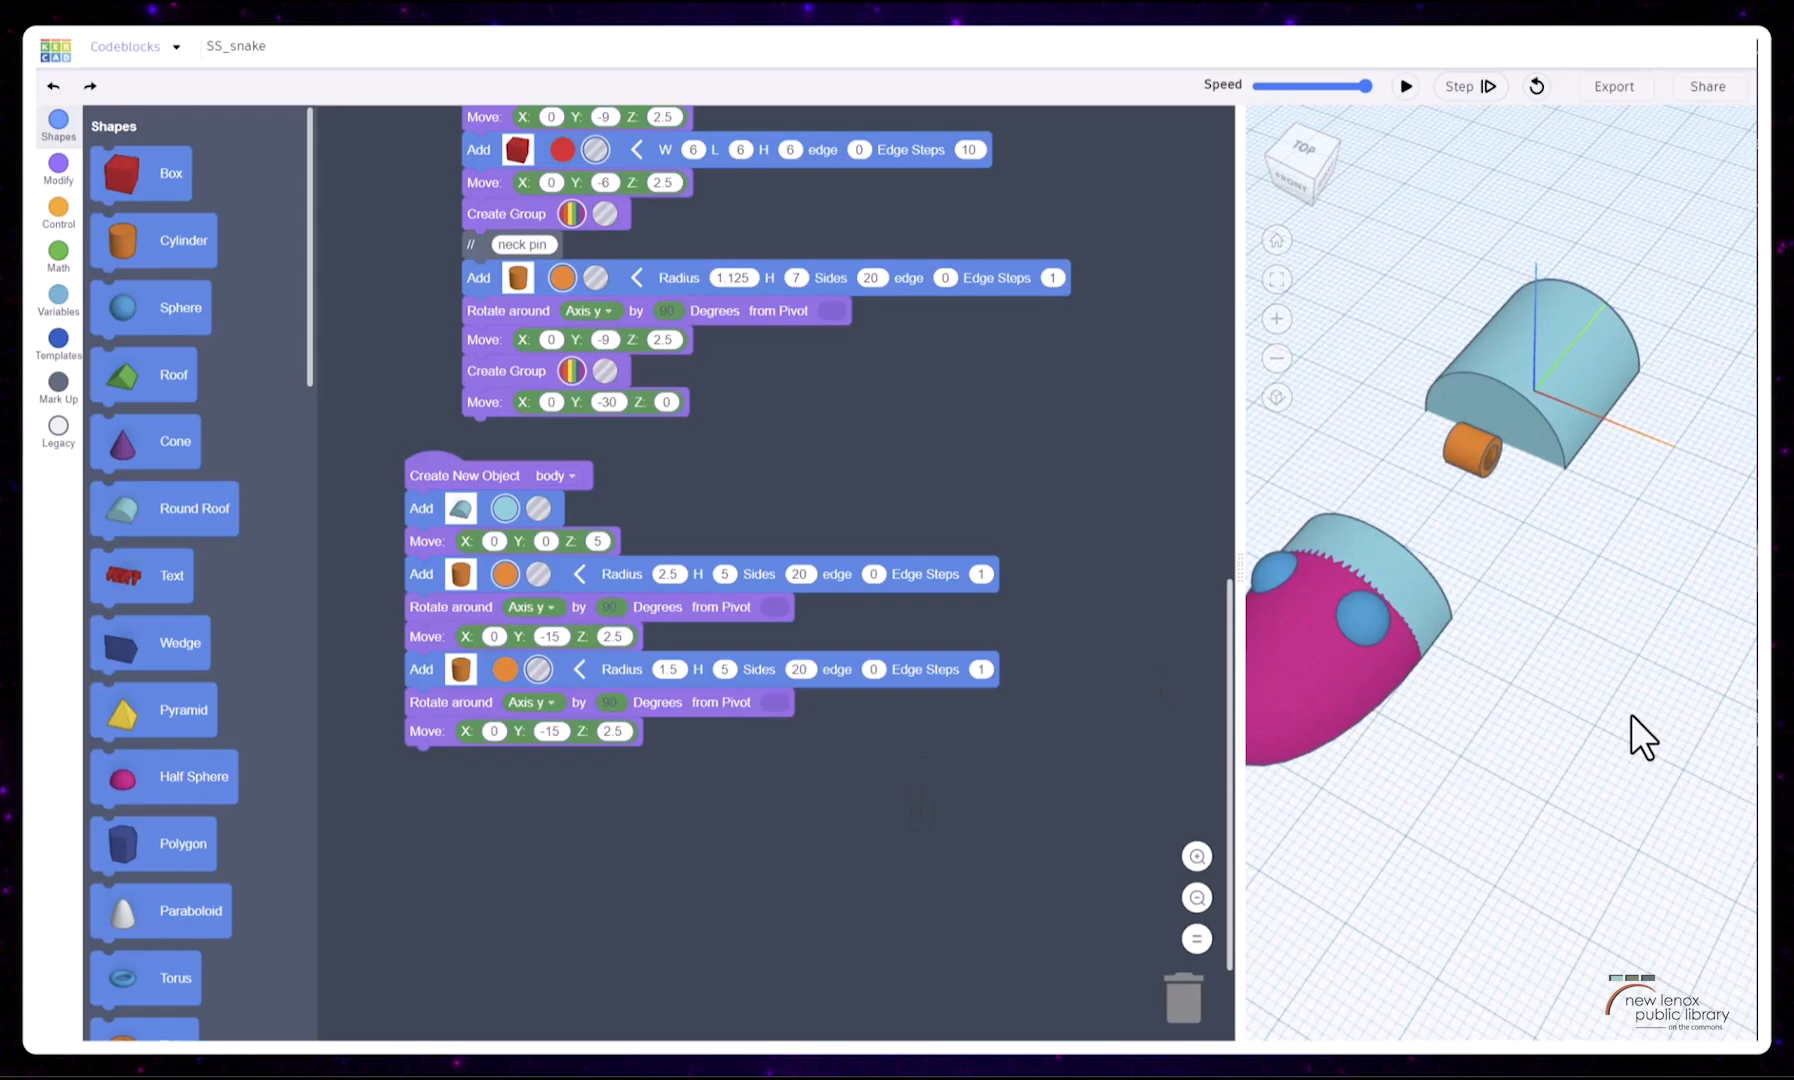 KER
CAD
Codeblocks
SS_snake
Speed
Step
Export
Share
Shapes
Modify
Control
Math
Variables
Templates
Mark Up
Legacy
Shapes
Box
Cylinder
Sphere
Roof
Cone
Round Roof
Text
Wedge
Pyramid
Half Sphere
Polygon
Paraboloid
Torus
Move: X: 0 Y: -9 Z: 2.5
Add W 6 L 6 H 6 edge 0 Edge Steps 10
Move: X: 0 Y: -6 Z: 2.5
Create Group
// neck pin
Add Radius 1.125 H 7 Sides 20 edge 0 Edge Steps 1
Rotate around Axis y by 90 Degrees from Pivot
Move: X: 0 Y: -9 Z: 2.5
Create Group
Move: X: 0 Y: -30 Z: 0
Create New Object body
Add
Move: X: 0 Y: 0 Z: 5
Add Radius 2.5 H 5 Sides 20 edge 0 Edge Steps 1
Rotate around Axis y by 90 Degrees from Pivot
Move: X: 0 Y: -15 Z: 2.5
Add Radius 1.5 H 5 Sides 20 edge 0 Edge Steps 1
Rotate around Axis y by 90 Degrees from Pivot
Move: X: 0 Y: -15 Z: 2.5
TOP
FRONT
new lenox
public library
on the commons